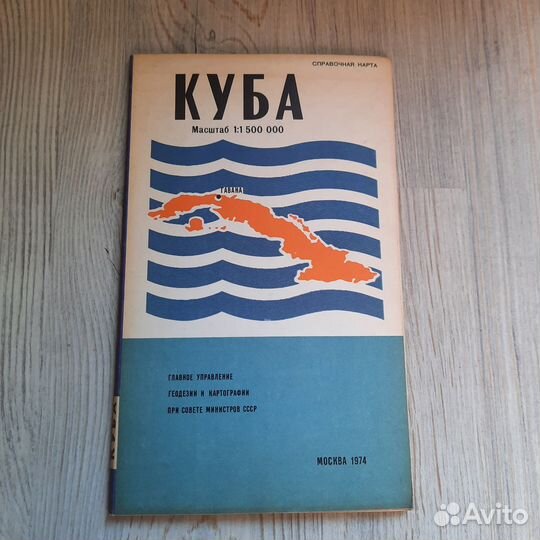 СПРАВОЧНАЯ КАРТА
КУБА
Масштаб 1:1 500 000
ГАВАНА
ГЛАВНОЕ УПРАВЛЕНИЕ
ГЕОДЕЗИИ И КАРТОГРАФИИ
ПРИ СОВЕТЕ МИНИСТРОВ СССР
МОСКВА 1974
КУБА
Avito